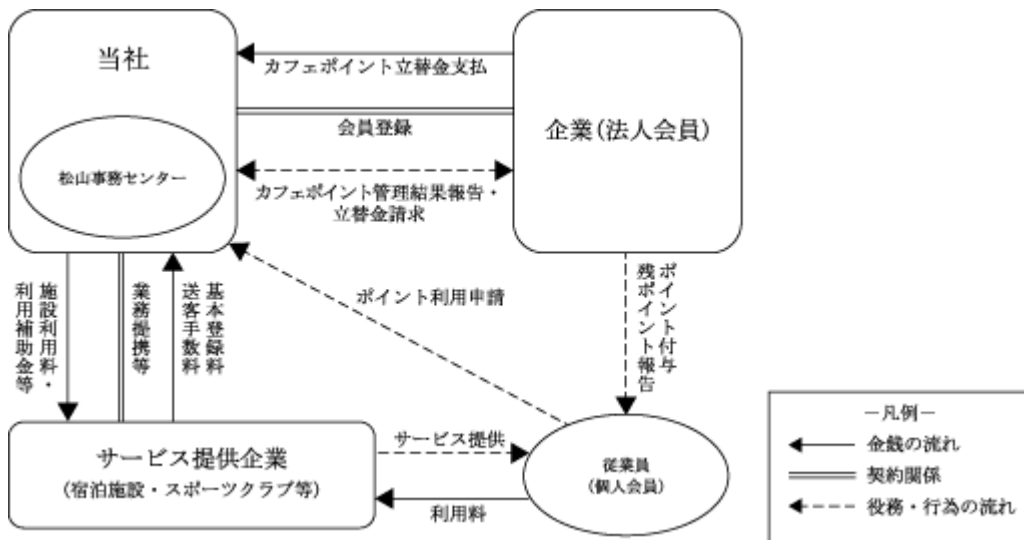 当社
松山事務センター
カフェポイント立替金支払
会員登録
カフェポイント管理結果報告・
立替金請求
企業(法人会員)
施設利用料・
利用補助金等
業務提携等
基本登録料
送客手数料
ポイント利用申請
ポイント付与
残ポイント報告
サービス提供企業
(宿泊施設・スポーツクラブ等)
サービス提供
利用料
従業員
(個人会員)
－凡例－
金銭の流れ
契約関係
役務・行為の流れ